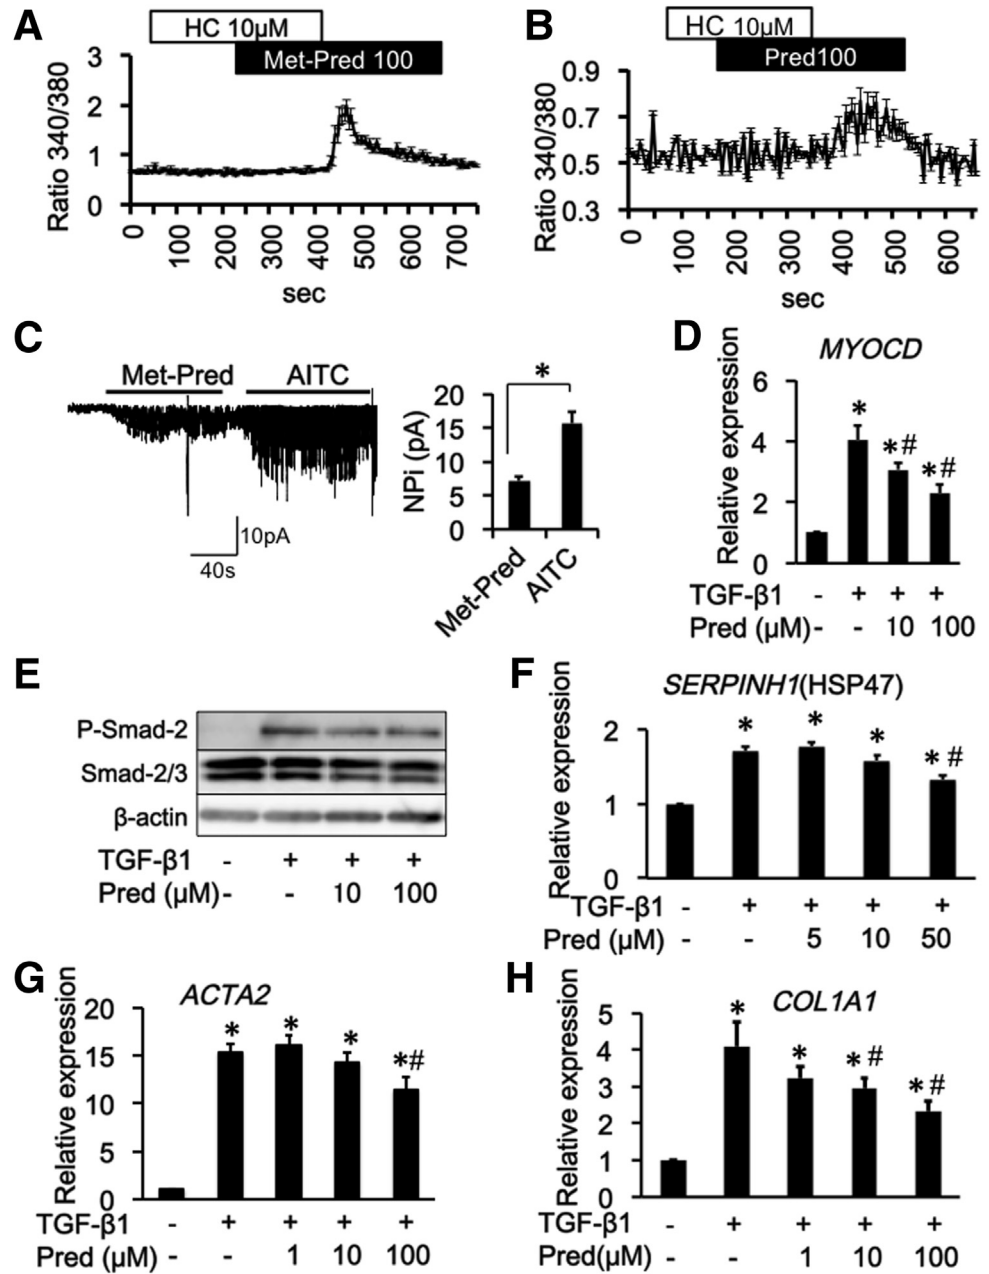 A
HC 10μM
Met-Pred 100
Ratio 340/380
3
2
1
0
0 100 200 300 400 500 600 700
sec
B
HC 10μM
Pred100
Ratio 340/380
0.9
0.7
0.5
0.3
0 100 200 300 400 500 600
sec
C
Met-Pred AITC
10pA
40s
NPi (pA)
20
15
10
5
0
*
Met-Pred AITC
D
MYOCD
Relative expression
6
4
2
0
* *# *#
TGF-β1 - + + +
Pred (μM)- - 10 100
E
P-Smad-2
Smad-2/3
β-actin
TGF-β1 - + + +
Pred (μM)- - 10 100
F
SERPINH1(HSP47)
Relative expression
2
1
0
* * * *#
TGF-β1 - + + + +
Pred (μM) - - 5 10 50
G
ACTA2
Relative expression
20
15
10
5
0
* * * *#
TGF-β1 - + + + +
Pred (μM) - - 1 10 100
H
COL1A1
Relative expression
5
4
3
2
1
0
* * *# *#
TGF-β1 - + + + +
Pred(μM) - - 1 10 100